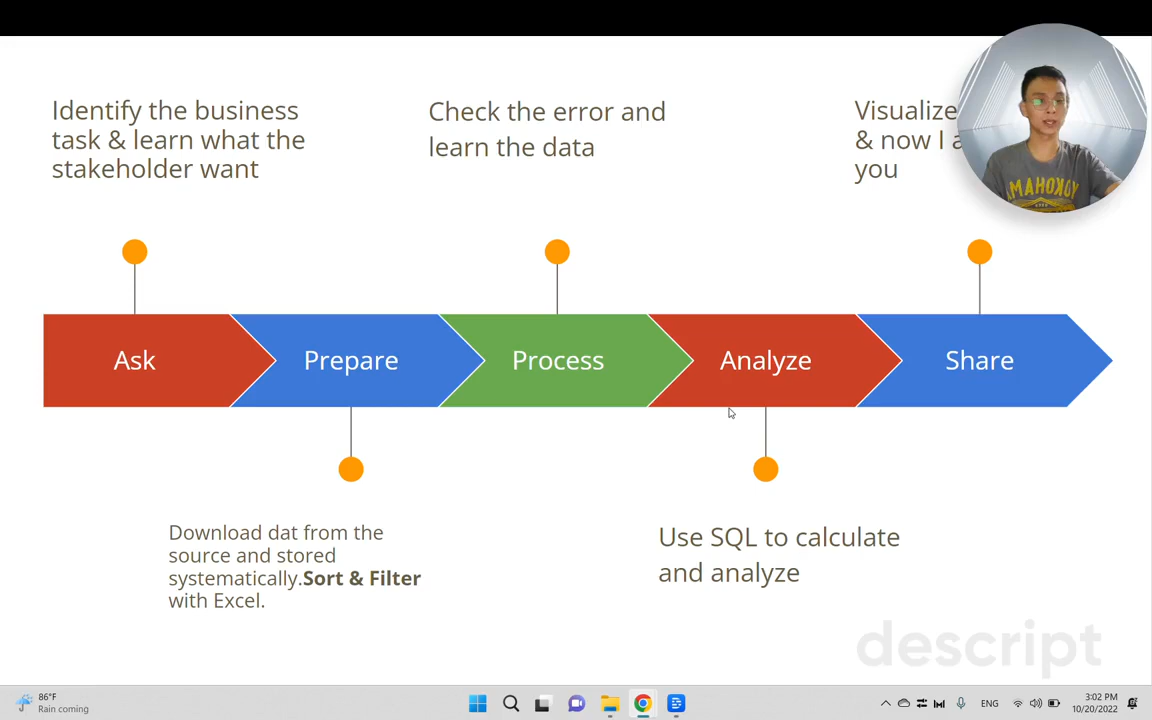 Identify the business
task & learn what the
stakeholder want
Check the error and
learn the data
Visualize
& now I a
you
YOKOHAMA
Ask
Prepare
Process
Analyze
Share
Download dat from the
source and stored
systematically.Sort & Filter
with Excel.
Use SQL to calculate
and analyze
descript
86°F
Rain coming
ENG
3:02 PM
10/20/2022